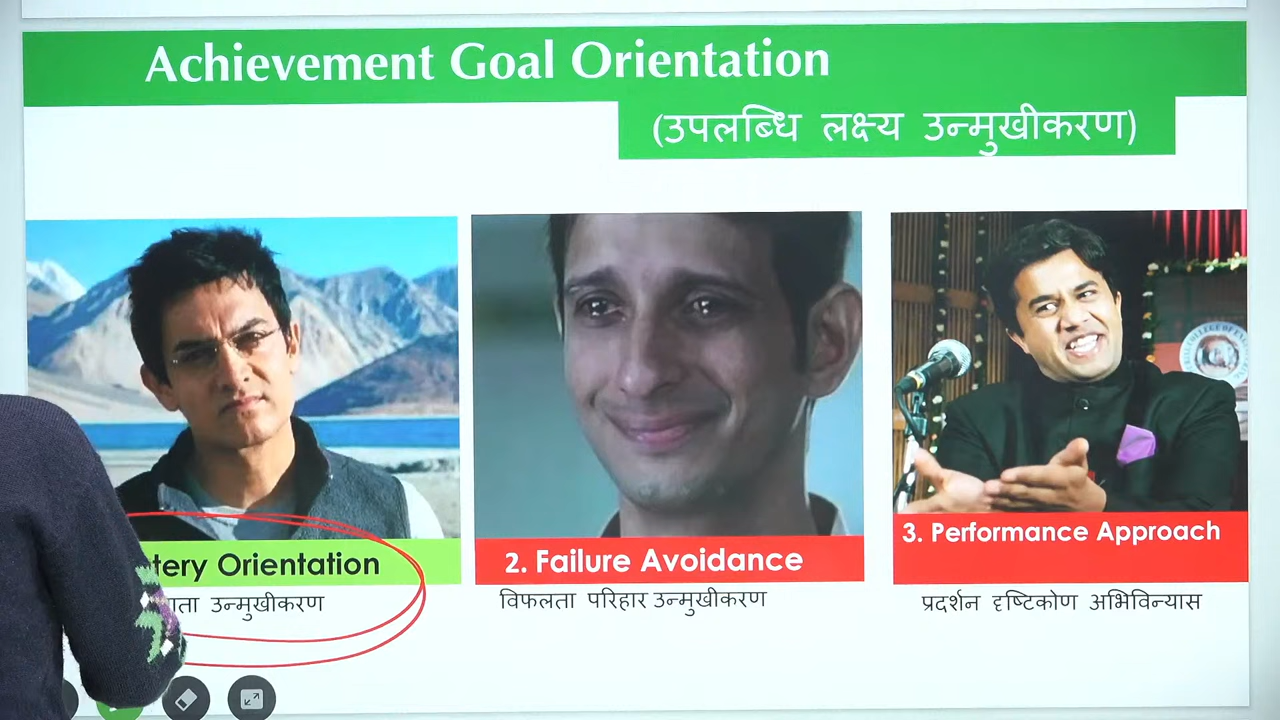 Achievement Goal Orientation
(उपलब्धि लक्ष्य उन्मुखीकरण)
Orientation
उन्मुखीकरण
2. Failure Avoidance
विफलता परिहार उन्मुखीकरण
3. Performance Approach
प्रदर्शन दृष्टिकोण अभिविन्यास